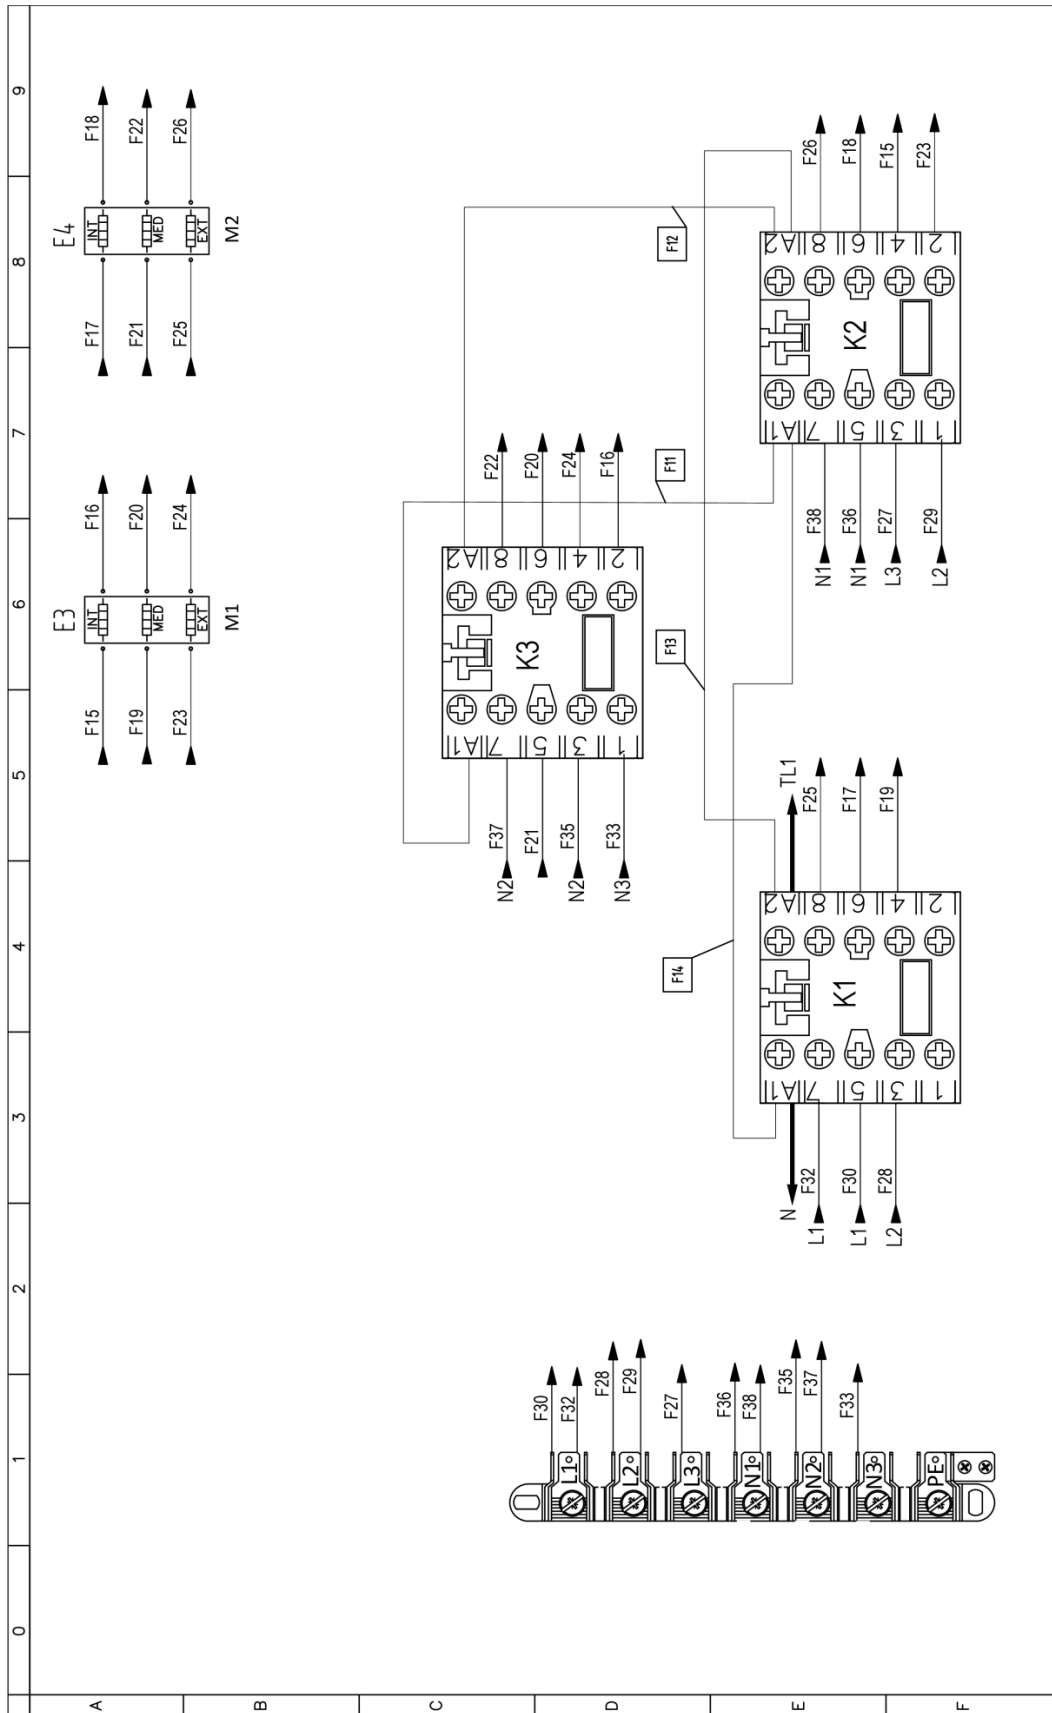 0 1 2 3 4 5 6 7 8 9
A
B
C
D
E
F
E3
INT
MED
EXT
M1
F15
F19
F23
F16
F20
F24
E4
INT
MED
EXT
M2
F17
F21
F25
F18
F22
F26
K3
A1 7 5 3 1
A2 8 6 4 2
F37
F21
F35
F33
N2
N2
N3
F22
F20
F24
F16
F11
F12
F13
F14
L1 L2 L3 N1 N2 N3 PE
F30
F32
F28
F29
F27
F36
F38
F35
F37
F33
K1
A1 7 5 3 1
A2 8 6 4 2
N
F32
F30
F28
L1
L1
L2
TL1
F25
F17
F19
K2
A1 7 5 3 1
A2 8 6 4 2
F38
F36
F27
F29
N1
N1
L3
L2
F26
F18
F15
F23